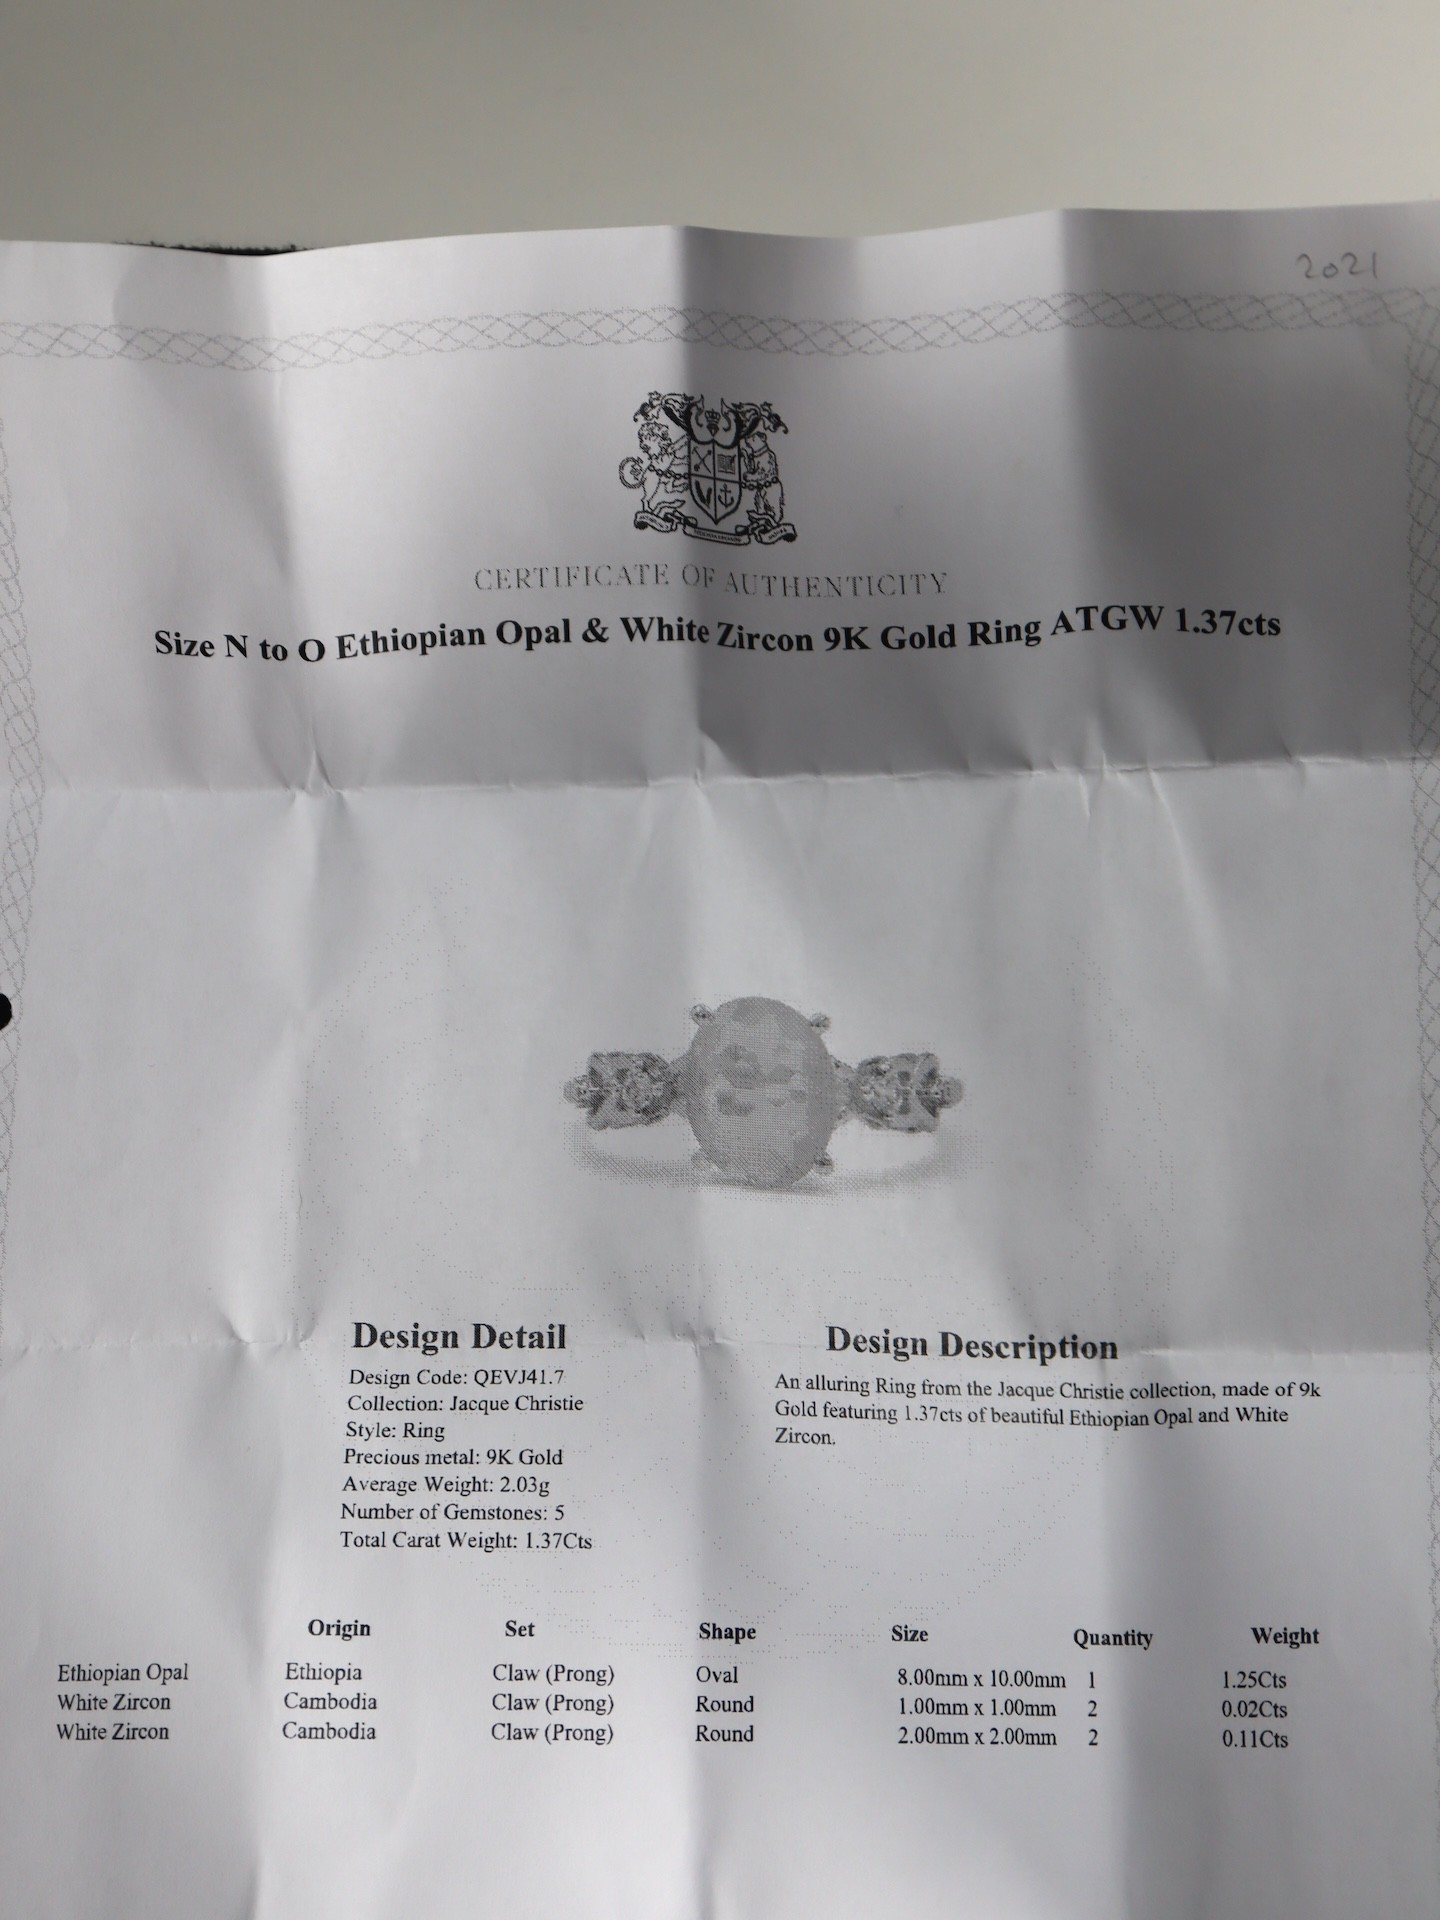 2021
CERTIFICATE OF AUTHENTICITY
Size N to O Ethiopian Opal & White Zircon 9K Gold Ring ATGW 1.37cts
Design Detail
Design Code: QEVJ41.7
Collection: Jacque Christie
Style: Ring
Precious metal: 9K Gold
Average Weight: 2.03g
Number of Gemstones: 5
Total Carat Weight: 1.37Cts
Design Description
An alluring Ring from the Jacque Christie collection, made of 9k
Gold featuring 1.37cts of beautiful Ethiopian Opal and White
Zircon.
Origin Set Shape Size Quantity Weight
Ethiopian Opal Ethiopia Claw (Prong) Oval 8.00mm x 10.00mm 1 1.25Cts
White Zircon Cambodia Claw (Prong) Round 1.00mm x 1.00mm 2 0.02Cts
White Zircon Cambodia Claw (Prong) Round 2.00mm x 2.00mm 2 0.11Cts